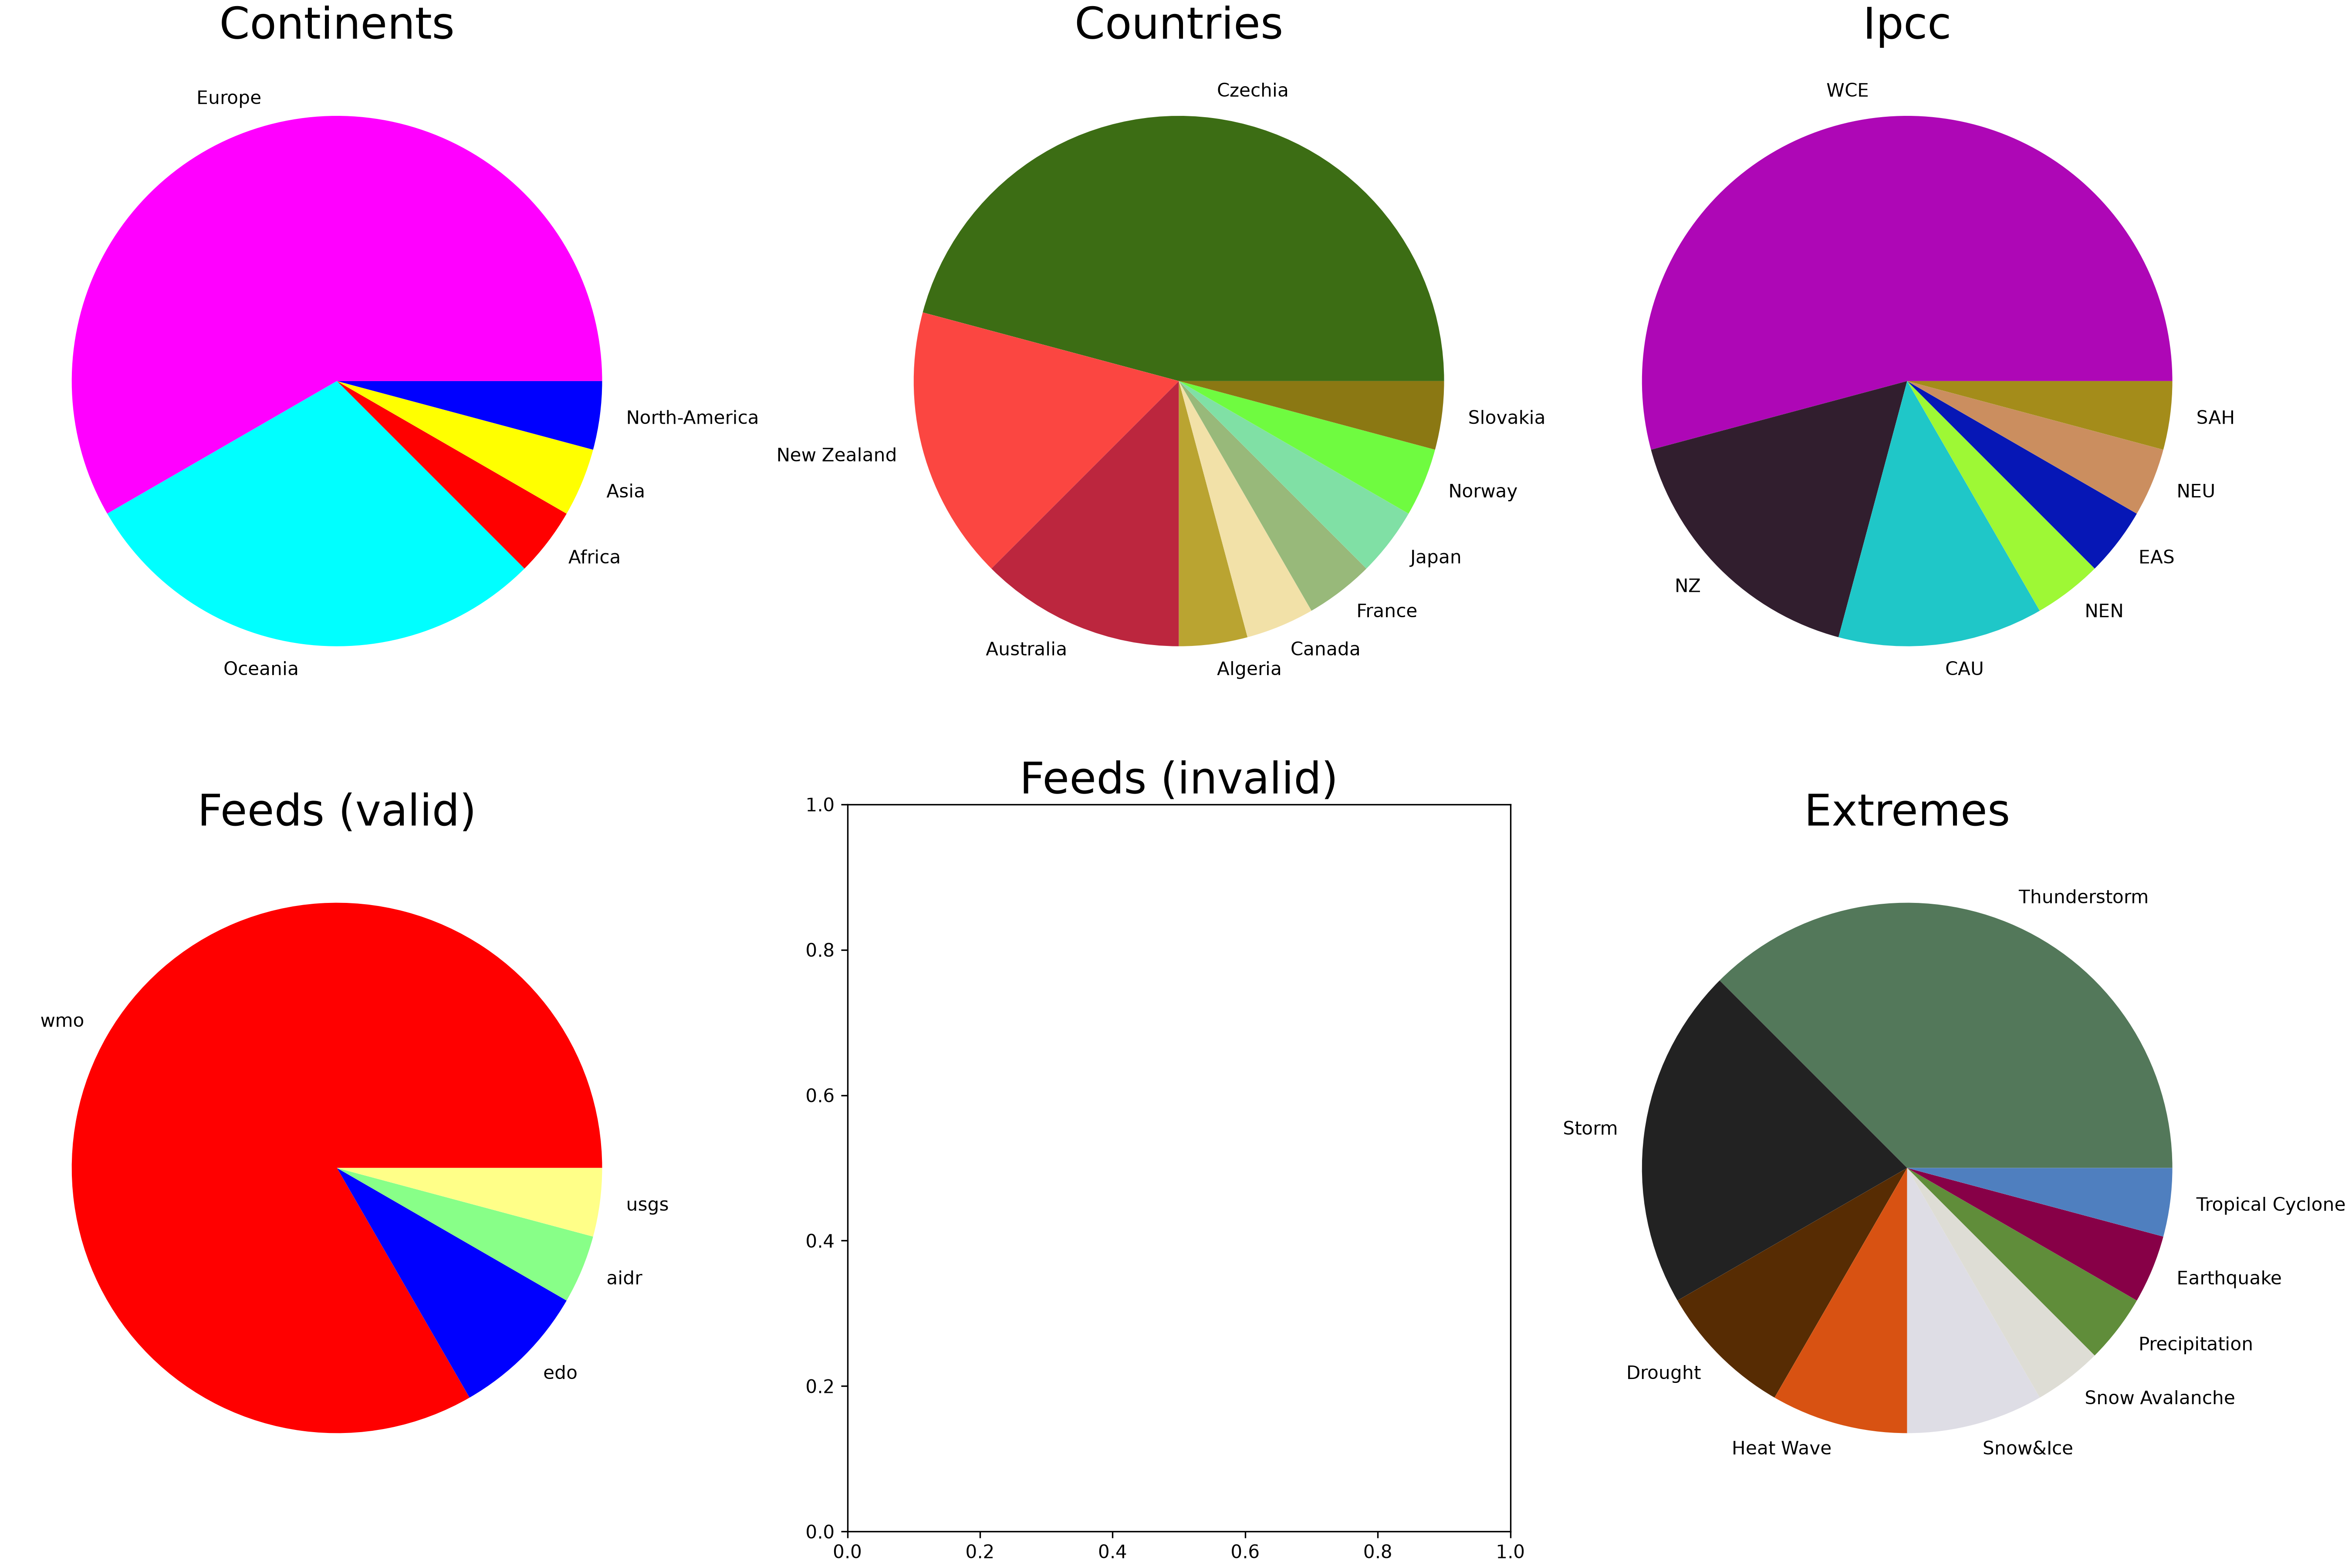 Continents
Europe
North-America
Asia
Africa
Oceania
Countries
Czechia
Slovakia
New Zealand
Norway
Japan
France
Australia
Canada
Algeria
Ipcc
WCE
SAH
NEU
EAS
NZ
NEN
CAU
Feeds (valid)
wmo
usgs
aidr
edo
Feeds (invalid)
1.0
0.8
0.6
0.4
0.2
0.0
0.0 0.2 0.4 0.6 0.8 1.0
Extremes
Thunderstorm
Storm
Tropical Cyclone
Earthquake
Precipitation
Drought
Snow Avalanche
Heat Wave
Snow&Ice